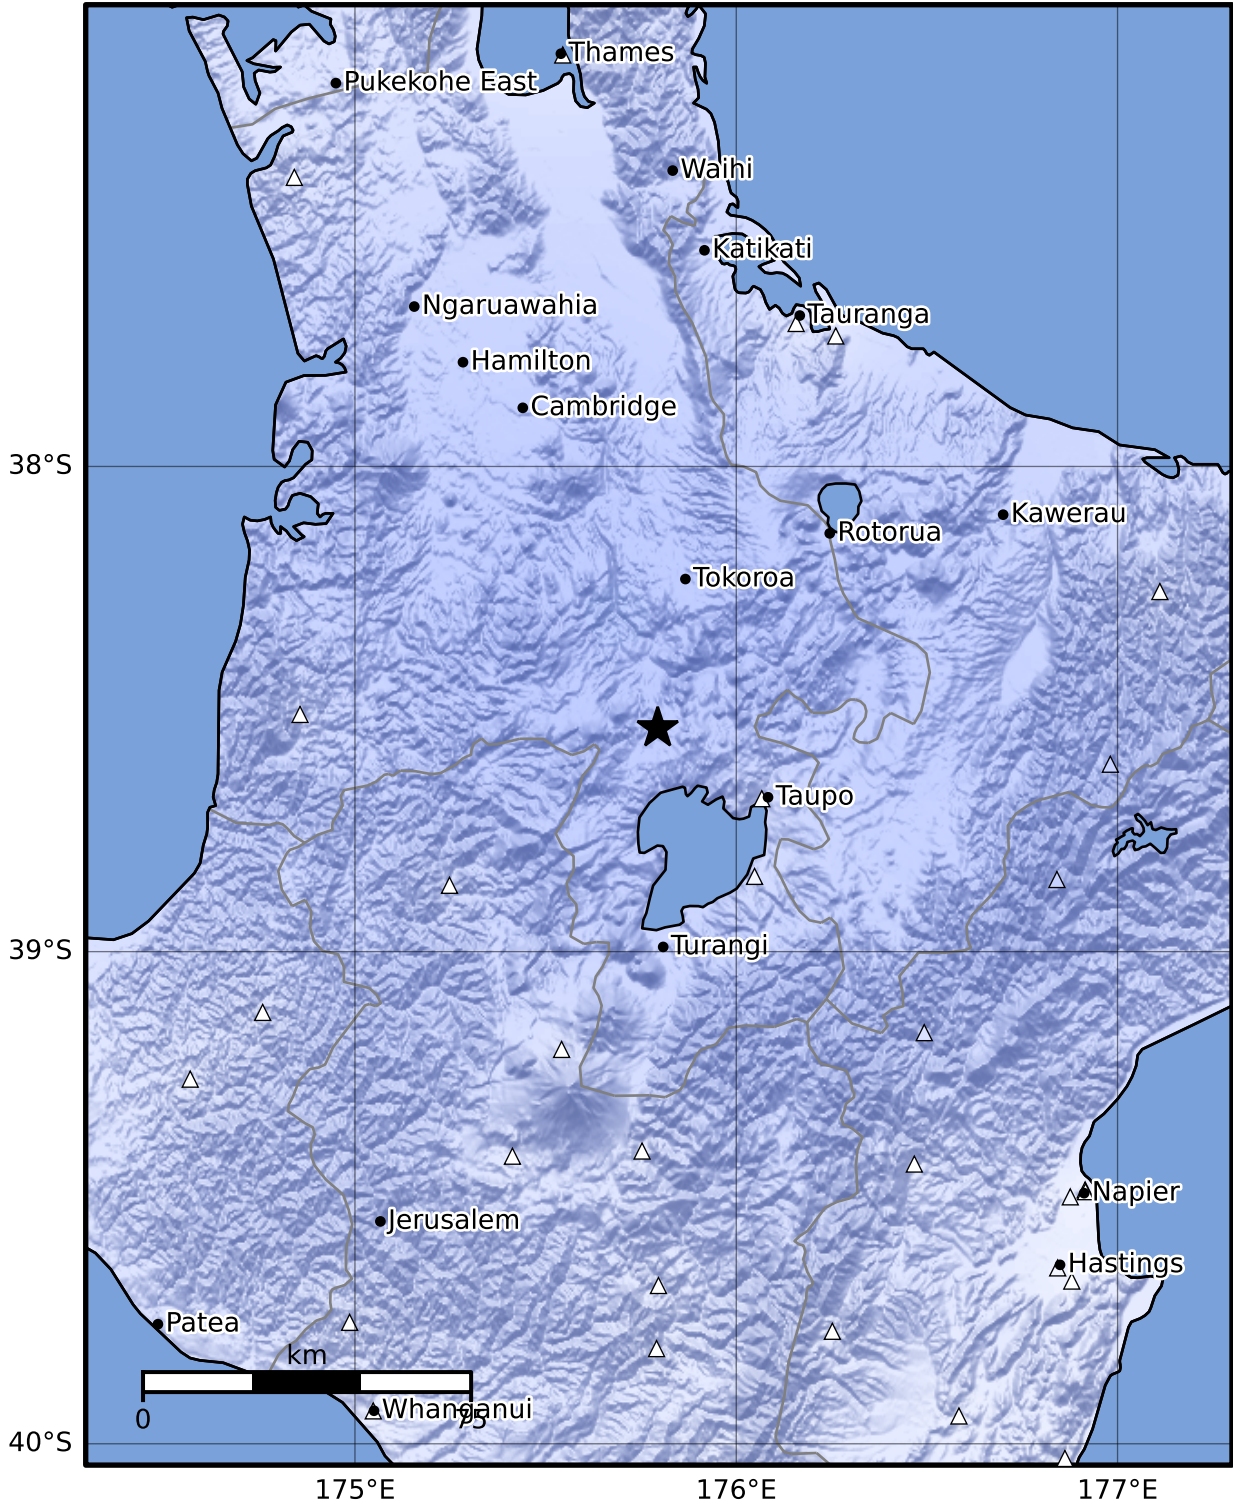 Thames
Pukekohe East
Waihi
Katikati
Ngaruawahia
Tauranga
Hamilton
Cambridge
38°S
Kawerau
Rotorua
Tokoroa
Taupo
Turangi
39°S
Napier
Jerusalem
Hastings
Patea
km
Whanganui
0
75
40°S
175°E
176°E
177°E